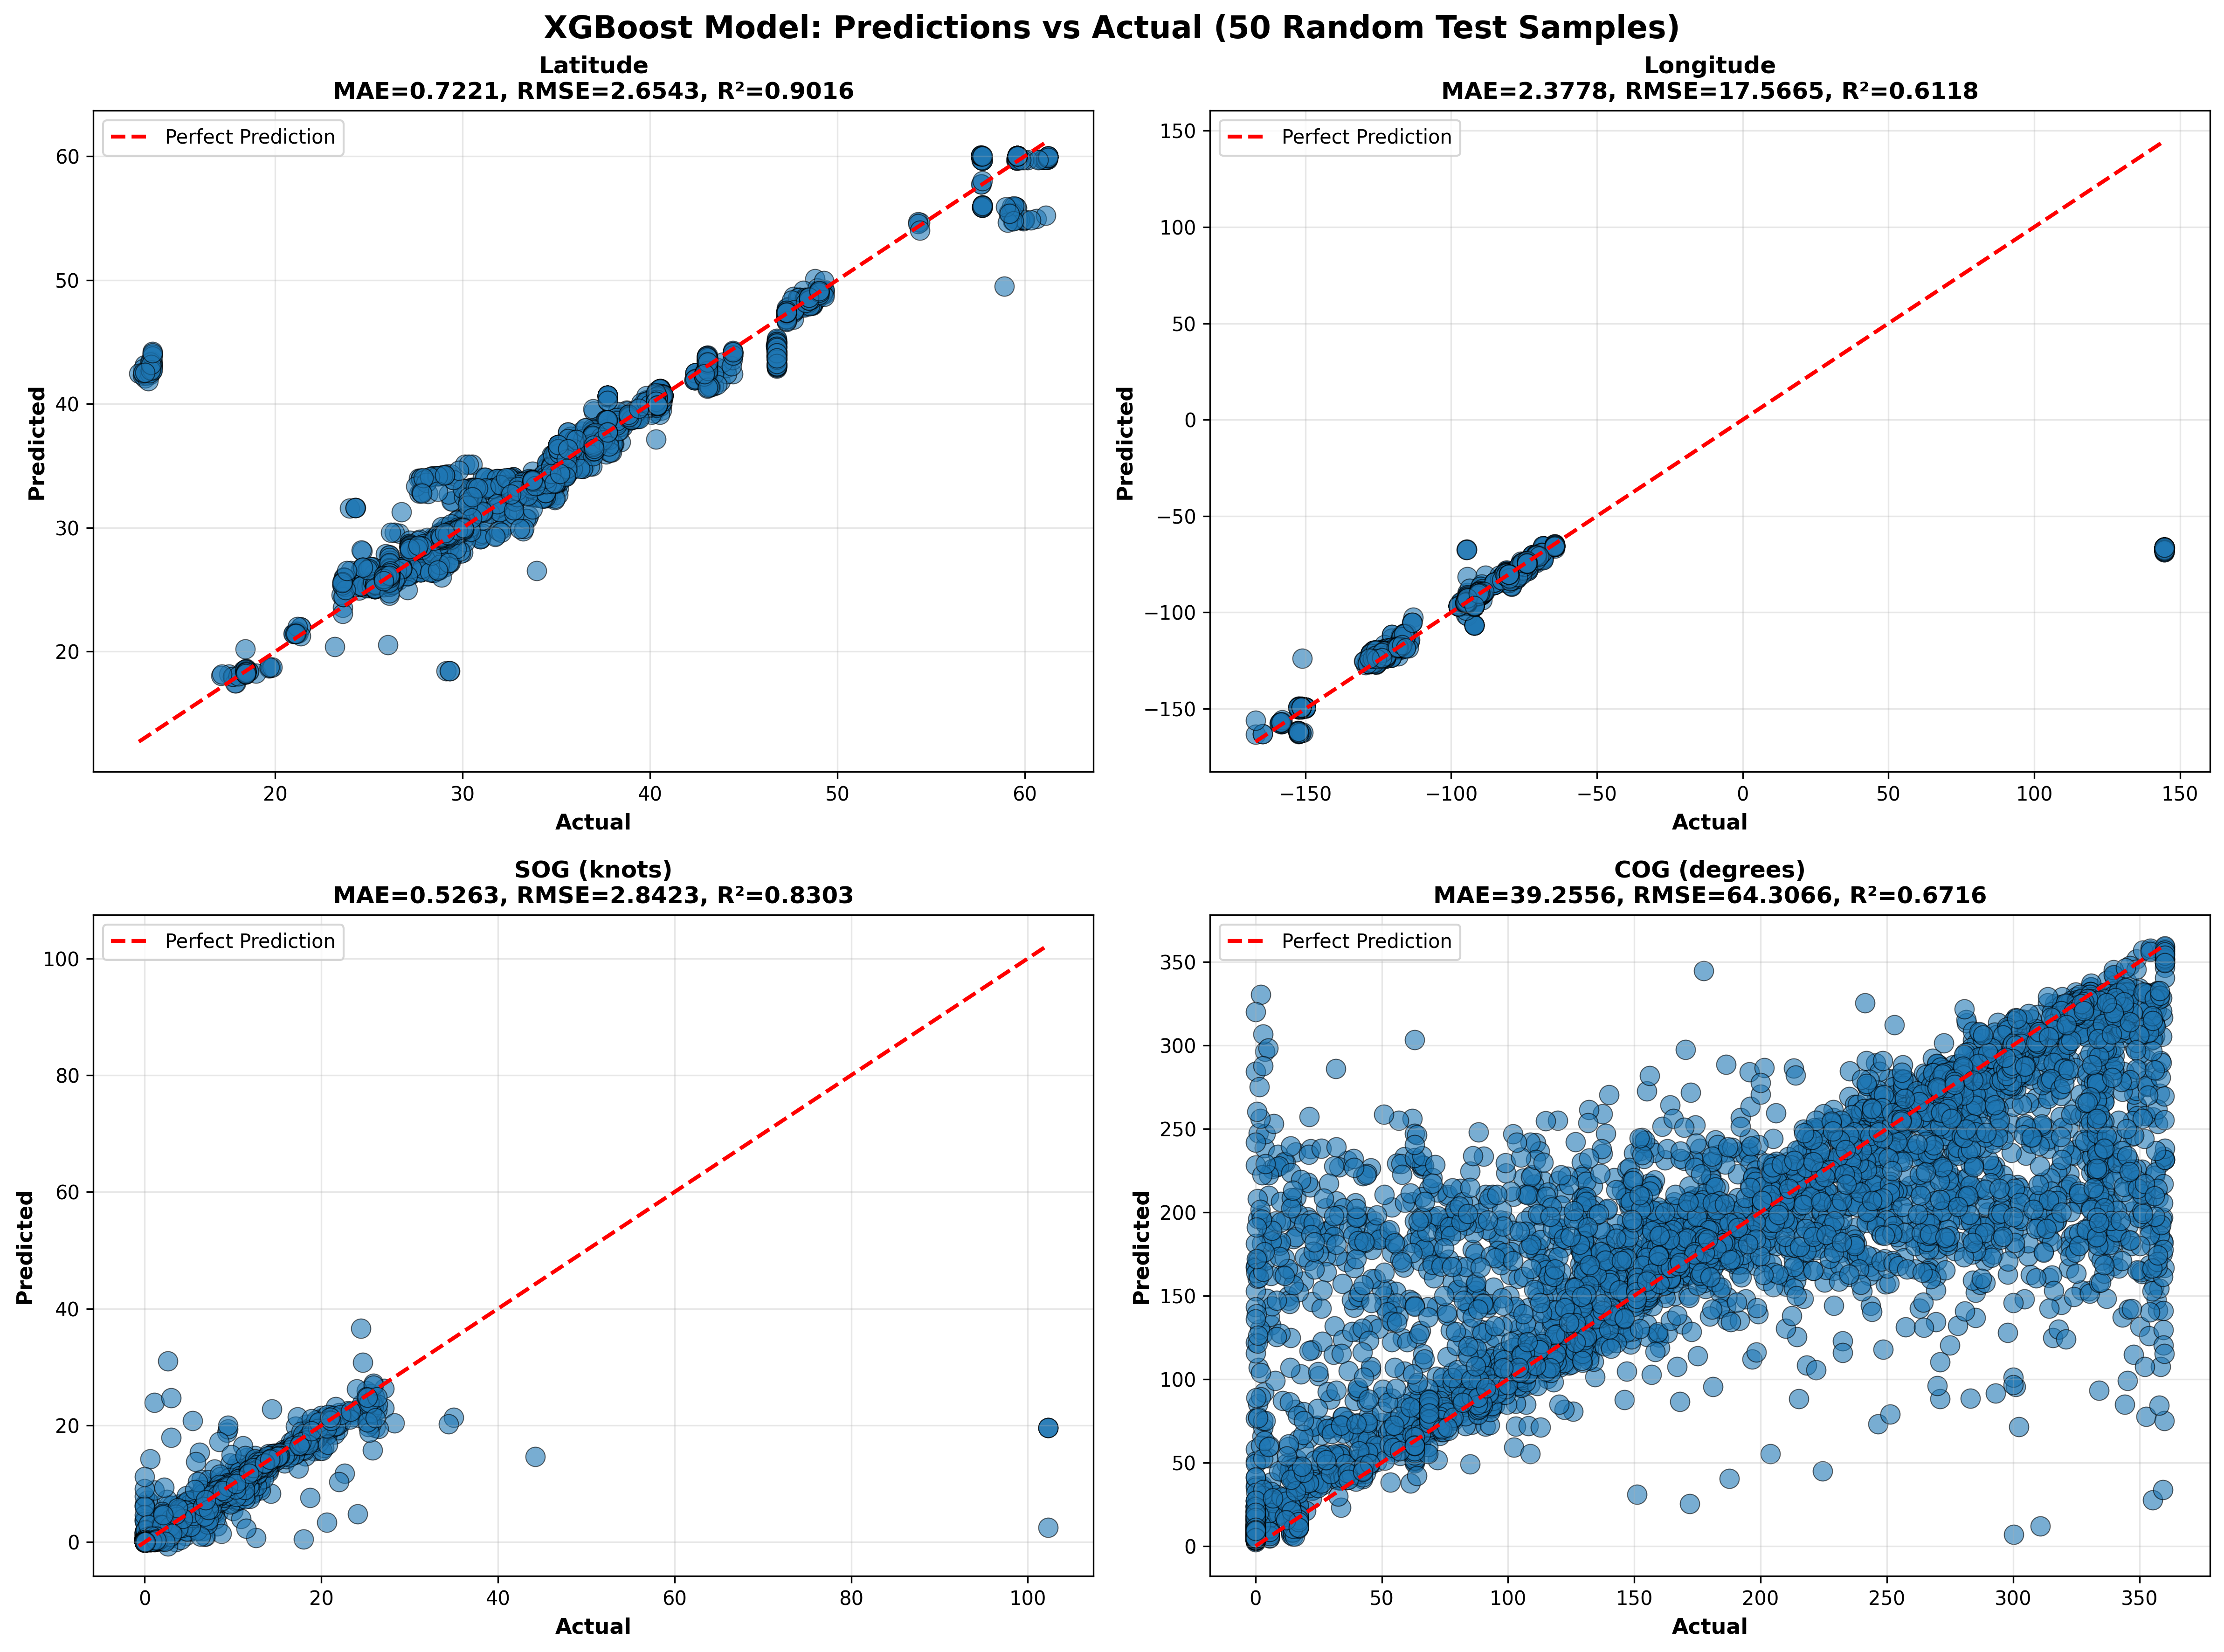 XGBoost Model: Predictions vs Actual (50 Random Test Samples)
Latitude
MAE=0.7221, RMSE=2.6543, R²=0.9016
Perfect Prediction
60
50
40
30
20
Predicted
20 30 40 50 60
Actual
Longitude
MAE=2.3778, RMSE=17.5665, R²=0.6118
Perfect Prediction
150
100
50
0
−50
−100
−150
Predicted
−150 −100 −50 0 50 100 150
Actual
SOG (knots)
MAE=0.5263, RMSE=2.8423, R²=0.8303
Perfect Prediction
100
80
60
40
20
0
Predicted
0 20 40 60 80 100
Actual
COG (degrees)
MAE=39.2556, RMSE=64.3066, R²=0.6716
Perfect Prediction
350
300
250
200
150
100
50
0
Predicted
0 50 100 150 200 250 300 350
Actual